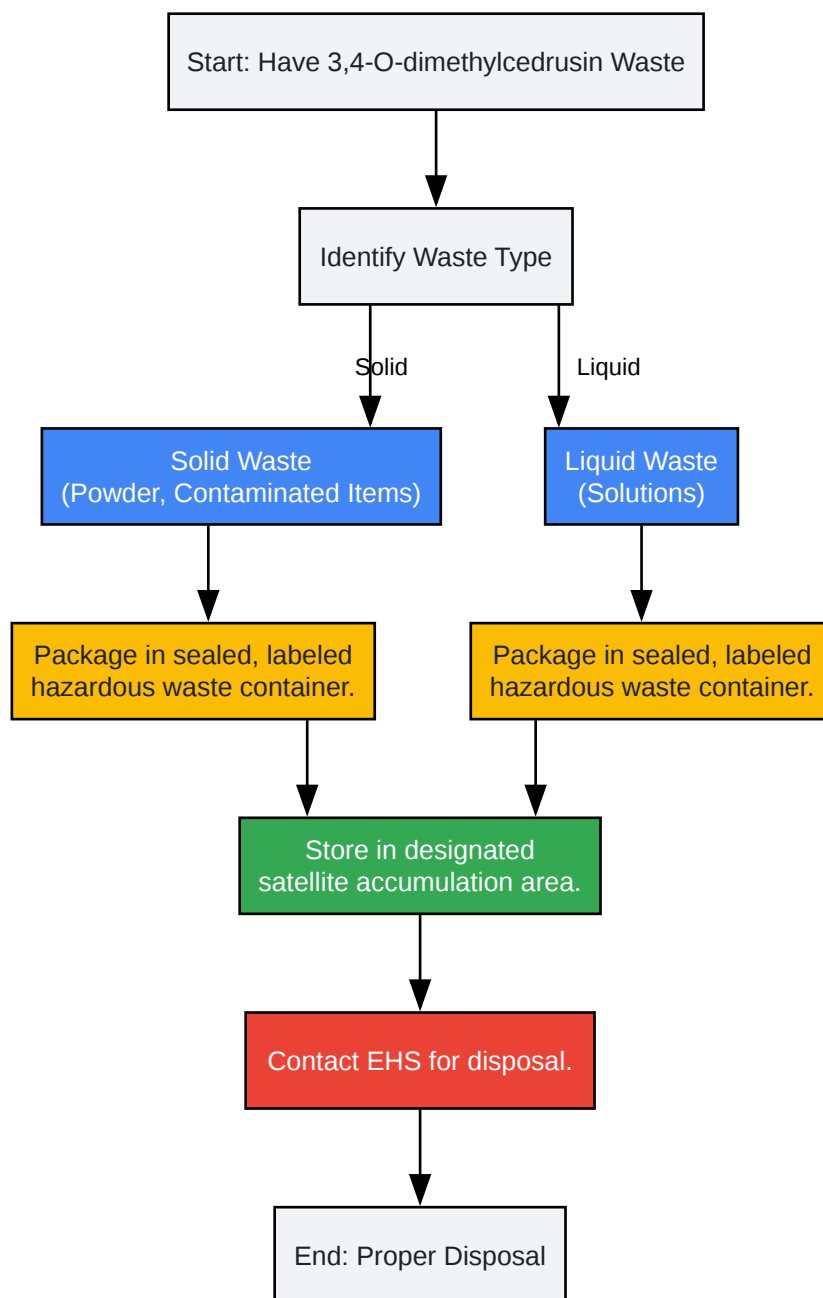 Start: Have 3,4-O-dimethylcedrusin Waste
Identify Waste Type
Solid
Liquid
Solid Waste
(Powder, Contaminated Items)
Liquid Waste
(Solutions)
Package in sealed, labeled
hazardous waste container.
Package in sealed, labeled
hazardous waste container.
Store in designated
satellite accumulation area.
Contact EHS for disposal.
End: Proper Disposal